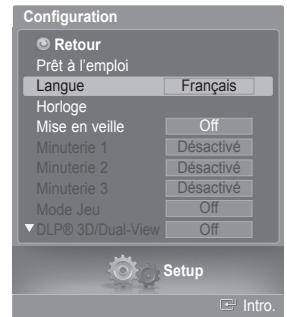 Configuration
Retour
Prêt à l'emploi
Langue Français
Horloge
Mise en veille Off
Minuterie 1 Désactivé
Minuterie 2 Désactivé
Minuterie 3 Désactivé
Mode Jeu Off
▼DLP® 3D/Dual-View Off
Setup
Intro.